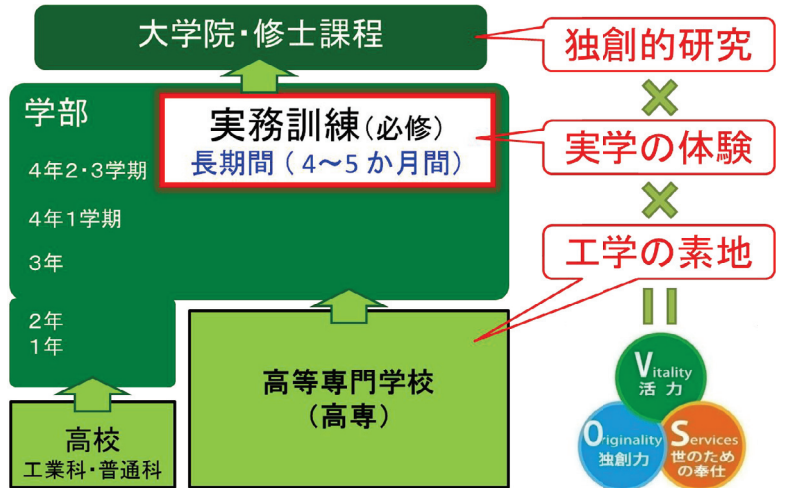 大学院・修士課程
独創的研究
×
学部
実務訓練(必修)
長期間(4~5か月間)
実学の体験
4年2・3学期
×
4年1学期
工学の素地
3年
2年
1年
高等専門学校
(高専)
高校
工業科・普通科
Vitality
活力
Originality
独創力
Services
世のため
の奉仕